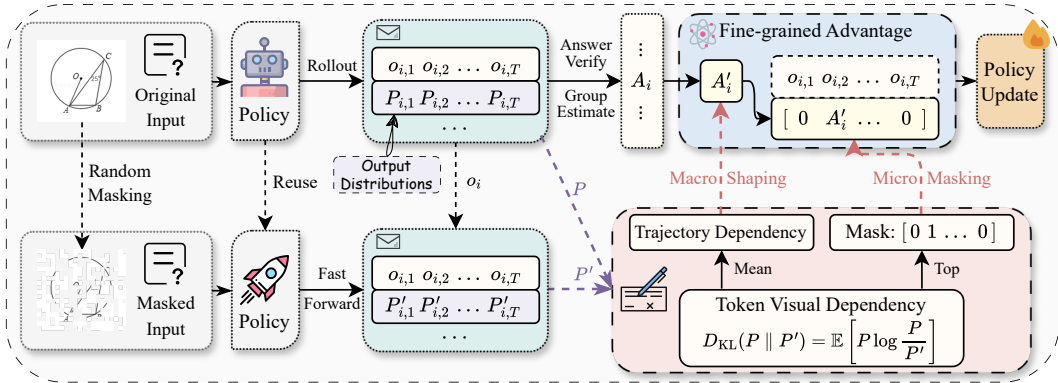 C
O
25°
A
B
Original
Input
Policy
Rollout
o_{i,1} o_{i,2} ... o_{i,T}
P_{i,1} P_{i,2} ... P_{i,T}
...
Output
Distributions
Answer
Verify
Group
Estimate
⋮
A_i
⋮
Fine-grained Advantage
A'_i
o_{i,1} o_{i,2} ... o_{i,T}
[ 0 A'_i ... 0 ]
Policy
Update
Random
Masking
Reuse
o_i
P
P'
Macro Shaping
Micro Masking
Masked
Input
Policy
Fast
Forward
o_{i,1} o_{i,2} ... o_{i,T}
P'_{i,1} P'_{i,2} ... P'_{i,T}
...
Trajectory Dependency
Mask: [ 0 1 ... 0 ]
Mean
Top
Token Visual Dependency
D_{KL}(P ∥ P') = 𝔼 [ P log P/P' ]